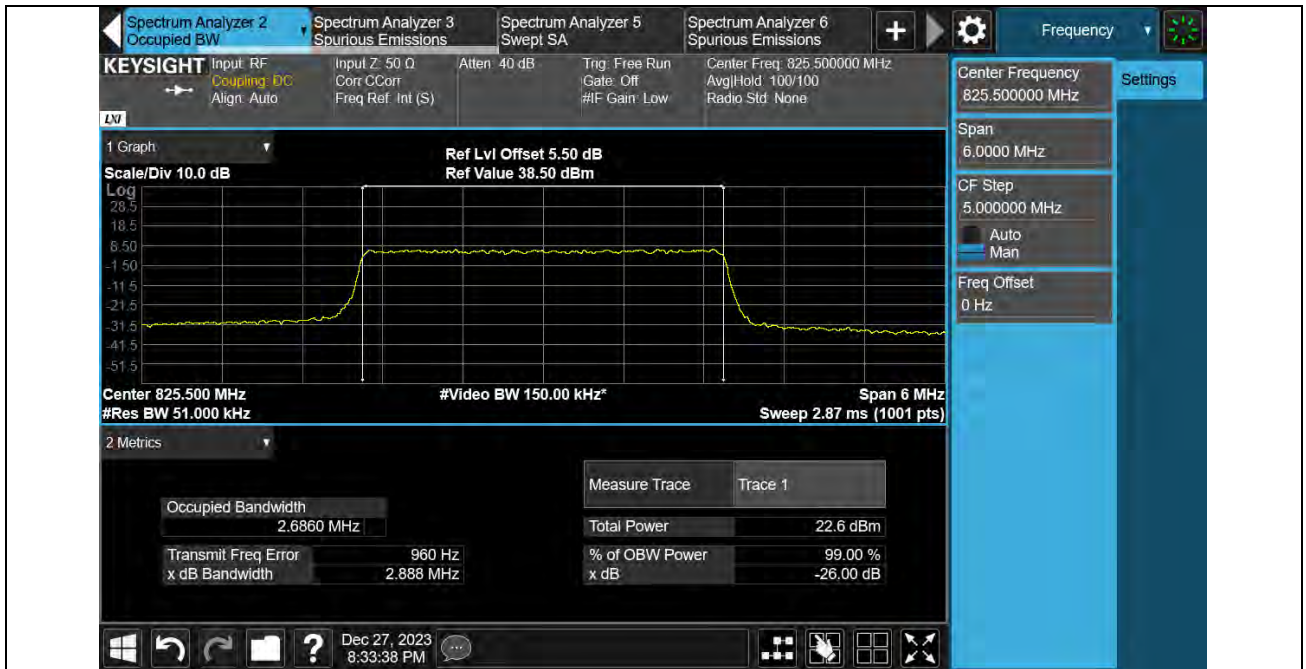 Spectrum Analyzer 2
Occupied BW
Spectrum Analyzer 3
Spurious Emissions
Spectrum Analyzer 5
Swept SA
Spectrum Analyzer 6
Spurious Emissions
Frequency
KEYSIGHT
LXI
Input: RF
Coupling: DC
Align: Auto
Input Z: 50 Ω
Corr CCorr
Freq Ref: Int (S)
Atten: 40 dB
Trig: Free Run
Gate: Off
#IF Gain: Low
Center Freq: 825.500000 MHz
Avg|Hold: 100/100
Radio Std: None
Center Frequency
825.500000 MHz
Settings
Span
6.0000 MHz
CF Step
5.000000 MHz
Auto
Man
Freq Offset
0 Hz
1 Graph
Scale/Div 10.0 dB
Ref Lvl Offset 5.50 dB
Ref Value 38.50 dBm
Log
28.5
18.5
8.50
-1.50
-11.5
-21.5
-31.5
-41.5
-51.5
Center 825.500 MHz
#Video BW 150.00 kHz*
Span 6 MHz
#Res BW 51.000 kHz
Sweep 2.87 ms (1001 pts)
2 Metrics
Measure Trace
Trace 1
Occupied Bandwidth
2.6860 MHz
Total Power
22.6 dBm
Transmit Freq Error
960 Hz
% of OBW Power
99.00 %
x dB Bandwidth
2.888 MHz
x dB
-26.00 dB
Dec 27, 2023
8:33:38 PM